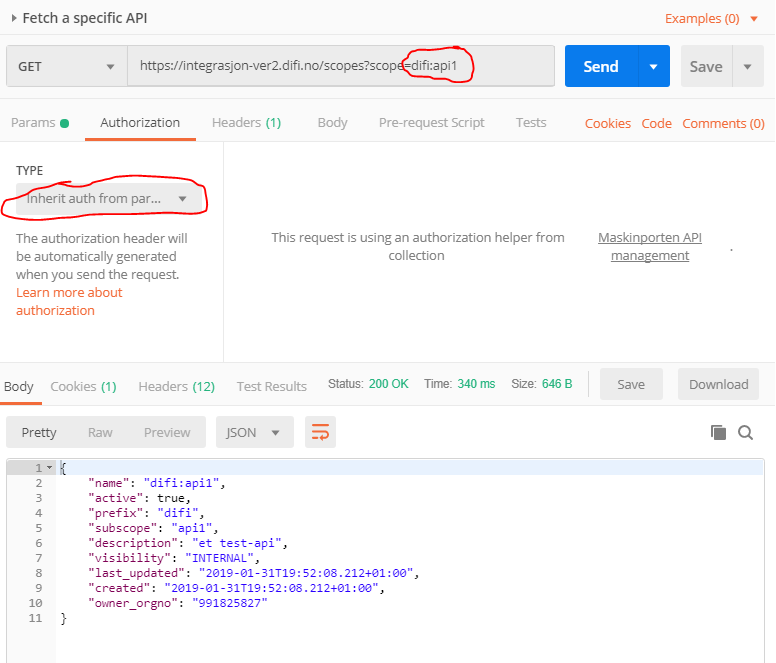 Fetch a specific API
Examples (0)
GET
https://integrasjon-ver2.difi.no/scopes?scope=difi:api1
Send
Save
Params
Authorization
Headers (1)
Body
Pre-request Script
Tests
Cookies
Code
Comments (0)
TYPE
Inherit auth from par...
The authorization header will
be automatically generated
when you send the request.
Learn more about
authorization
This request is using an authorization helper from
collection
Maskinporten API
management
.
Body
Cookies (1)
Headers (12)
Test Results
Status: 200 OK
Time: 340 ms
Size: 646 B
Save
Download
Pretty
Raw
Preview
JSON
1 {
2 "name": "difi:api1",
3 "active": true,
4 "prefix": "difi",
5 "subscope": "api1",
6 "description": "et test-api",
7 "visibility": "INTERNAL",
8 "last_updated": "2019-01-31T19:52:08.212+01:00",
9 "created": "2019-01-31T19:52:08.212+01:00",
10 "owner_orgno": "991825827"
11 }